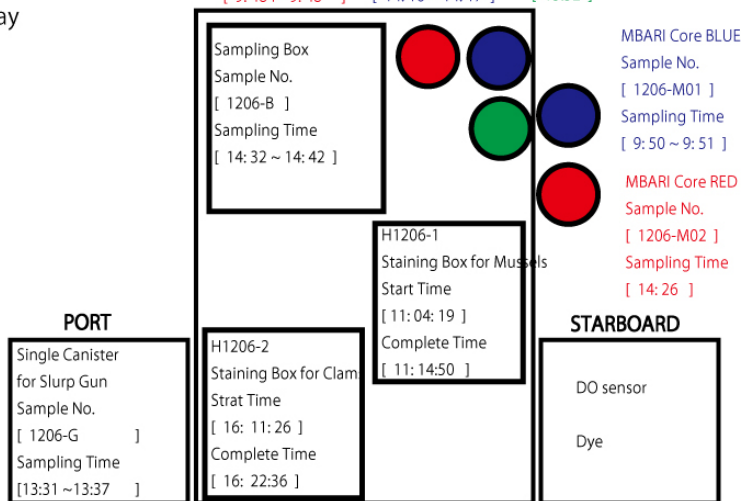 ay
Sampling Box
Sample No.
[ 1206-B ]
Sampling Time
[ 14: 32 ~ 14: 42 ]
MBARI Core BLUE
Sample No.
[ 1206-M01 ]
Sampling Time
[ 9: 50 ~ 9: 51 ]
MBARI Core RED
Sample No.
[ 1206-M02 ]
Sampling Time
[ 14: 26 ]
H1206-1
Staining Box for Mussels
Start Time
[ 11: 04: 19 ]
Complete Time
[ 11: 14:50 ]
PORT
Single Canister
for Slurp Gun
Sample No.
[ 1206-G ]
Sampling Time
[13:31 ~13:37 ]
H1206-2
Staining Box for Clam
Strat Time
[ 16: 11: 26 ]
Complete Time
[ 16: 22:36 ]
STARBOARD
DO sensor
Dye